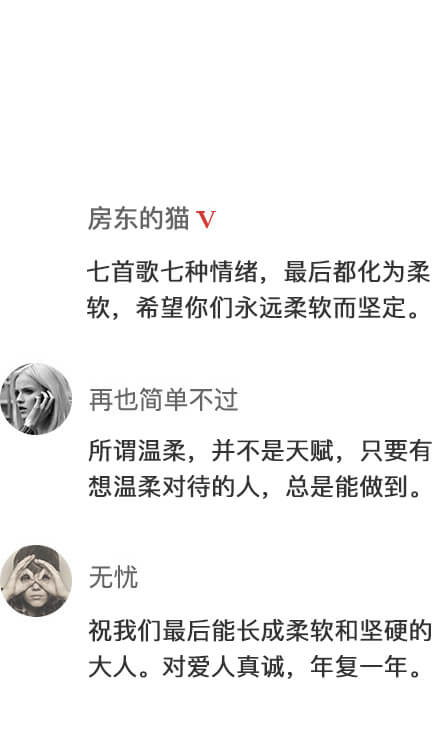 房东的猫 V
七首歌七种情绪，最后都化为柔
软，希望你们永远柔软而坚定。
再也简单不过
所谓温柔，并不是天赋，只要有
想温柔对待的人，总是能做到。
无忧
祝我们最后能长成柔软和坚硬的
大人。对爱人真诚，年复一年。